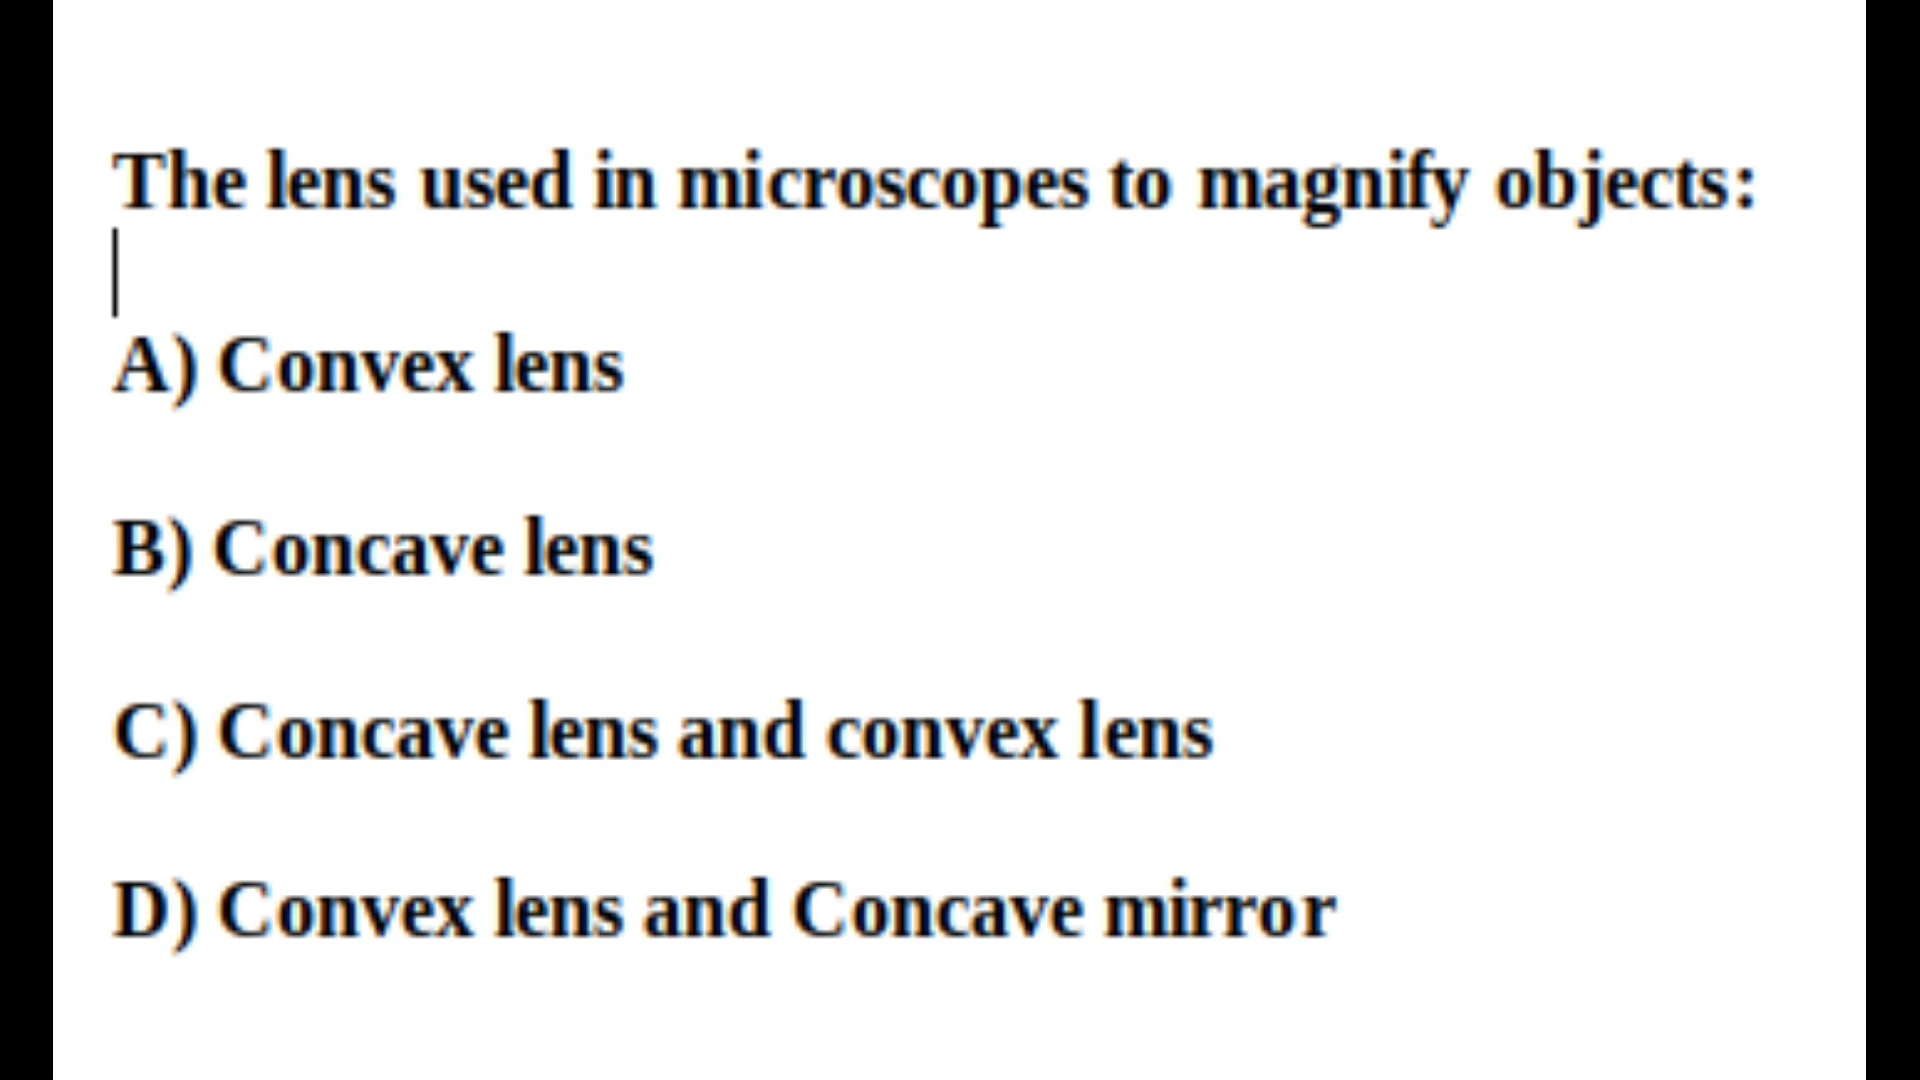 The lens used in microscopes to magnify objects:
A) Convex lens
B) Concave lens
C) Concave lens and convex lens
D) Convex lens and Concave mirror